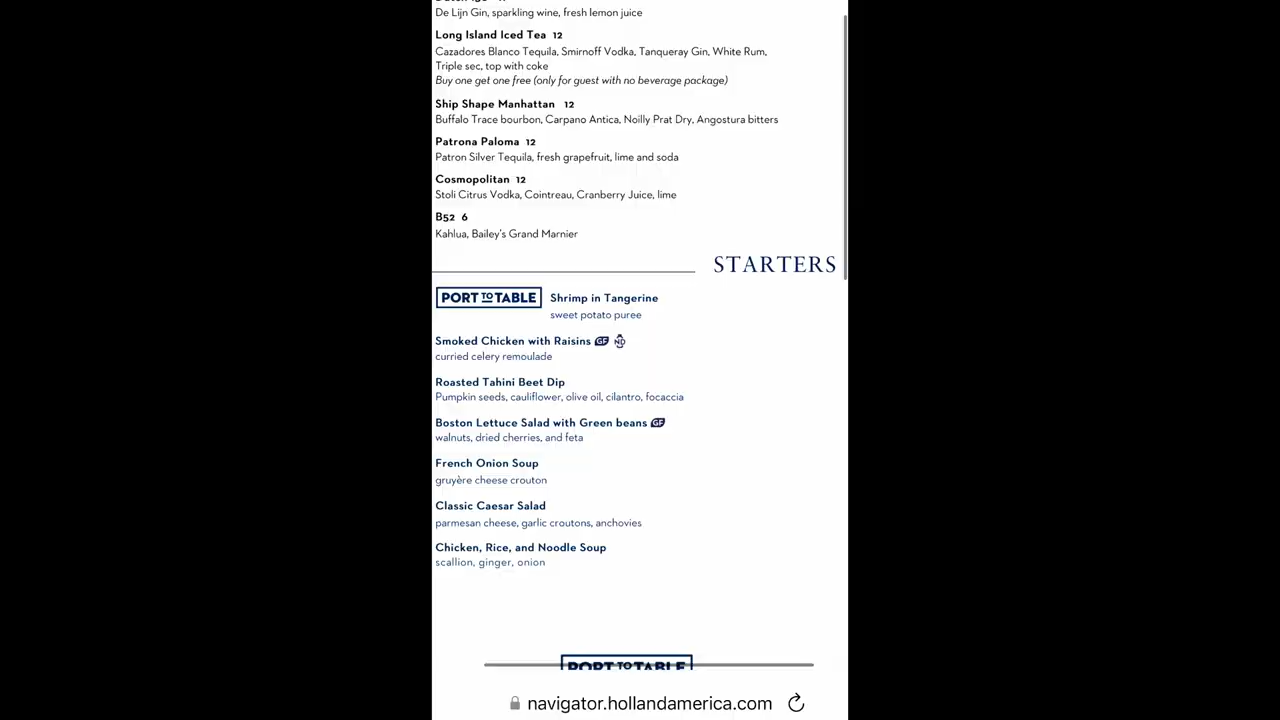 De Lijn Gin, sparkling wine, fresh lemon juice
Long Island Iced Tea 12
Cazadores Blanco Tequila, Smirnoff Vodka, Tanqueray Gin, White Rum,
Triple sec, top with coke
Buy one get one free (only for guest with no beverage package)
Ship Shape Manhattan 12
Buffalo Trace bourbon, Carpano Antica, Noilly Prat Dry, Angostura bitters
Patrona Paloma 12
Patron Silver Tequila, fresh grapefruit, lime and soda
Cosmopolitan 12
Stoli Citrus Vodka, Cointreau, Cranberry Juice, lime
B52 6
Kahlua, Bailey's Grand Marnier
STARTERS
PORT TO TABLE Shrimp in Tangerine
sweet potato puree
Smoked Chicken with Raisins GF ND
curried celery remoulade
Roasted Tahini Beet Dip
Pumpkin seeds, cauliflower, olive oil, cilantro, focaccia
Boston Lettuce Salad with Green beans GF
walnuts, dried cherries, and feta
French Onion Soup
gruyère cheese crouton
Classic Caesar Salad
parmesan cheese, garlic croutons, anchovies
Chicken, Rice, and Noodle Soup
scallion, ginger, onion
PORT TO TABLE
navigator.hollandamerica.com